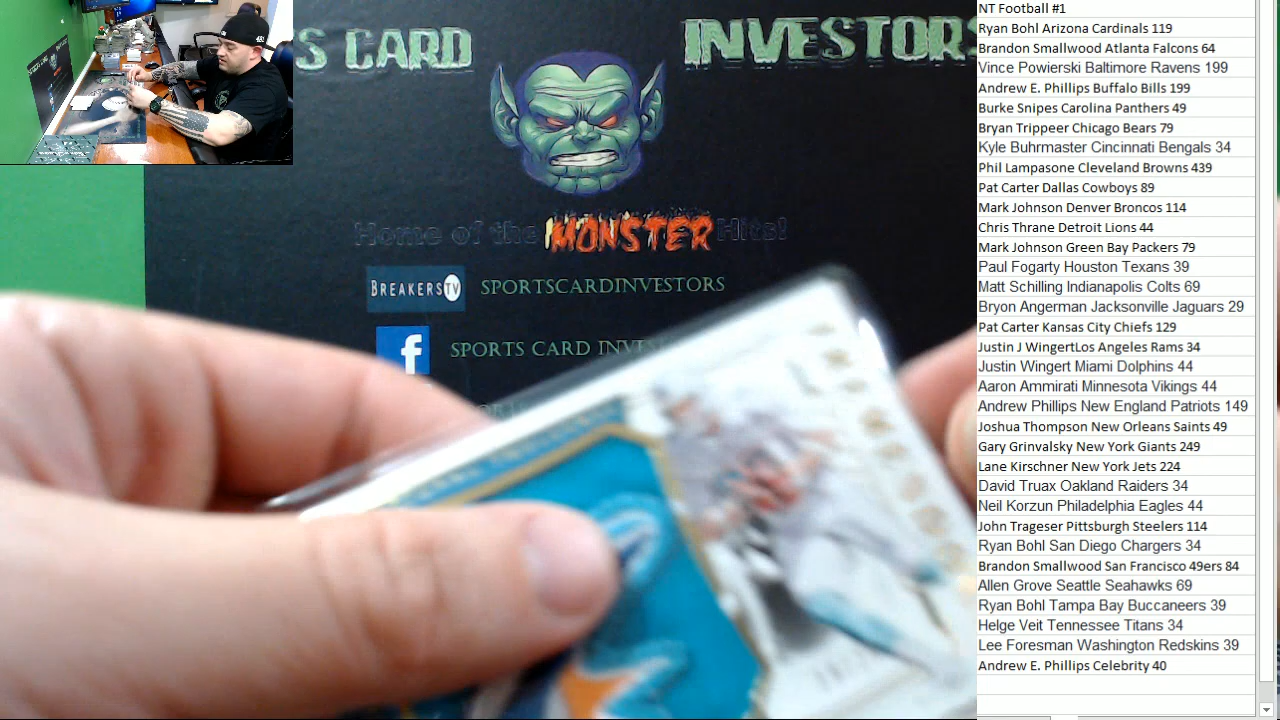 S CARD INVESTORS
Home of the MONSTER Hits!
BREAKERSTV SPORTSCARDINVESTORS
f SPORTS CARD INVES
NT Football #1
Ryan Bohl Arizona Cardinals 119
Brandon Smallwood Atlanta Falcons 64
Vince Powierski Baltimore Ravens 199
Andrew E. Phillips Buffalo Bills 199
Burke Snipes Carolina Panthers 49
Bryan Trippeer Chicago Bears 79
Kyle Buhrmaster Cincinnati Bengals 34
Phil Lampasone Cleveland Browns 439
Pat Carter Dallas Cowboys 89
Mark Johnson Denver Broncos 114
Chris Thrane Detroit Lions 44
Mark Johnson Green Bay Packers 79
Paul Fogarty Houston Texans 39
Matt Schilling Indianapolis Colts 69
Bryon Angerman Jacksonville Jaguars 29
Pat Carter Kansas City Chiefs 129
Justin J WingertLos Angeles Rams 34
Justin Wingert Miami Dolphins 44
Aaron Ammirati Minnesota Vikings 44
Andrew Phillips New England Patriots 149
Joshua Thompson New Orleans Saints 49
Gary Grinvalsky New York Giants 249
Lane Kirschner New York Jets 224
David Truax Oakland Raiders 34
Neil Korzun Philadelphia Eagles 44
John Trageser Pittsburgh Steelers 114
Ryan Bohl San Diego Chargers 34
Brandon Smallwood San Francisco 49ers 84
Allen Grove Seattle Seahawks 69
Ryan Bohl Tampa Bay Buccaneers 39
Helge Veit Tennessee Titans 34
Lee Foresman Washington Redskins 39
Andrew E. Phillips Celebrity 40